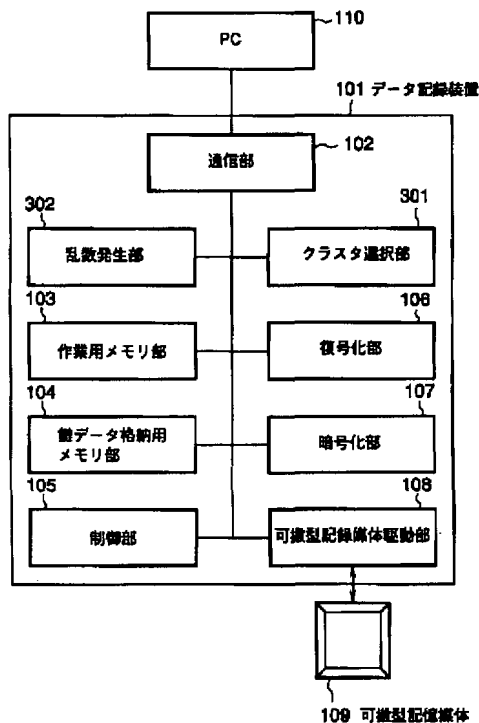 110
PC
101 データ記録装置
102
通信部
302
乱数発生部
301
クラスタ選択部
103
作業用メモリ部
106
復号化部
104
鍵データ格納用
メモリ部
107
暗号化部
105
制御部
108
可搬型記録媒体駆動部
109 可搬型記憶媒体